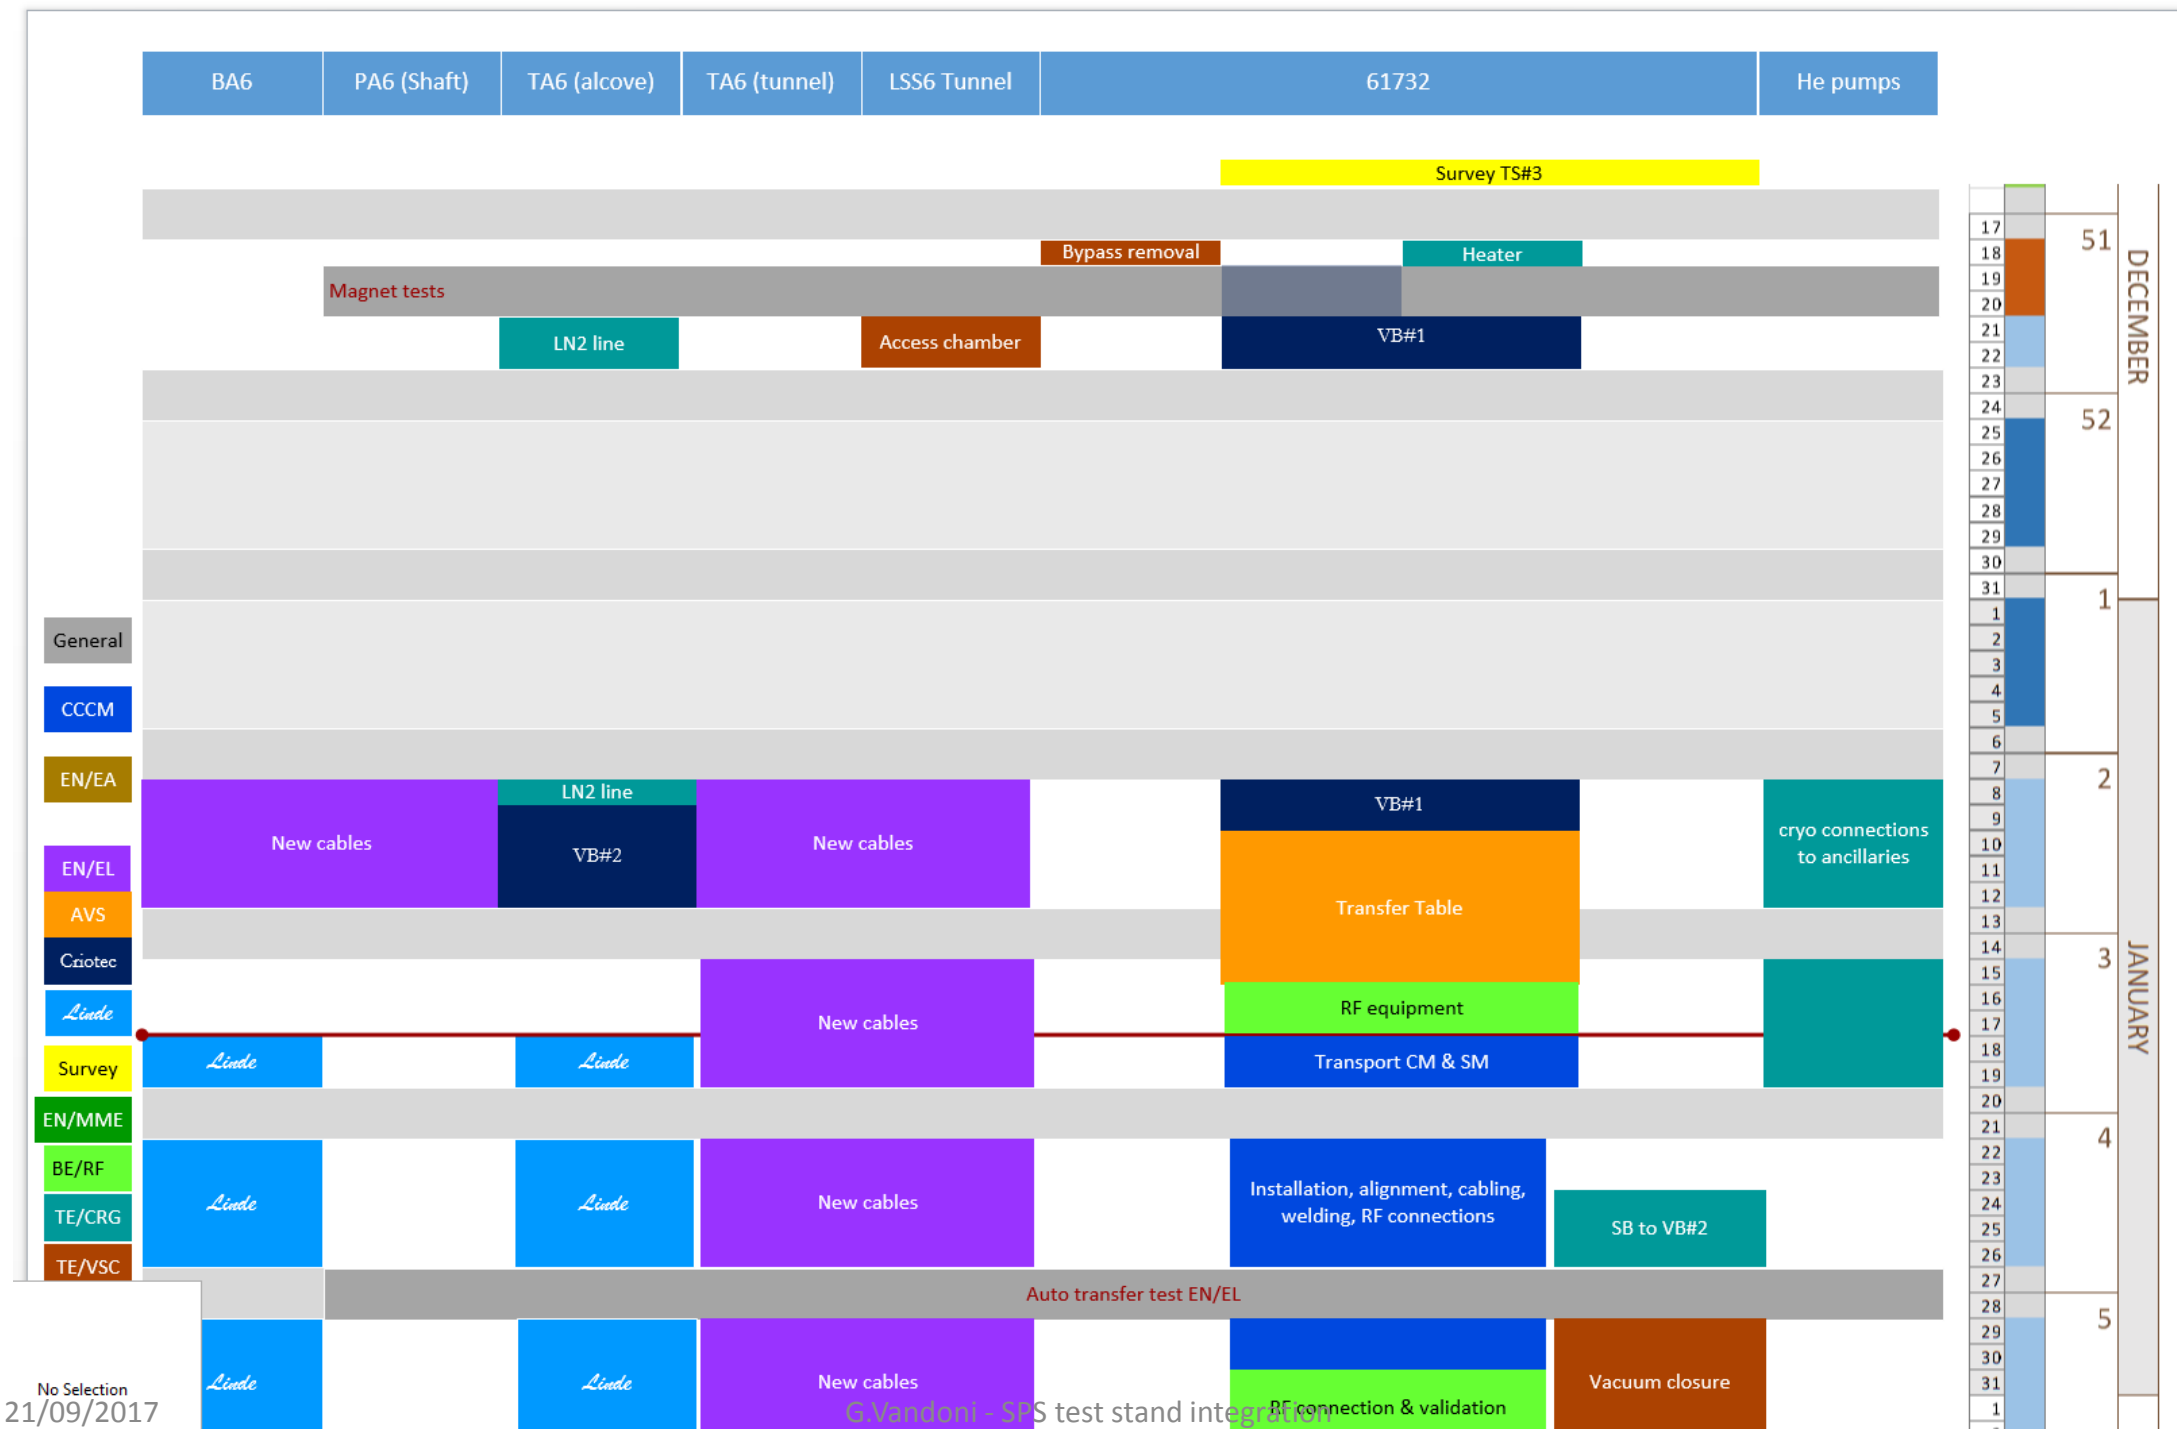 BA6
PA6 (Shaft)
TA6 (alcove)
TA6 (tunnel)
LSS6 Tunnel
61732
He pumps
Survey TS#3
Bypass removal
Heater
Magnet tests
LN2 line
Access chamber
VB#1
New cables
LN2 line
VB#2
New cables
VB#1
Transfer Table
cryo connections
to ancillaries
RF equipment
New cables
Linde
Linde
Transport CM & SM
Linde
Linde
New cables
Installation, alignment, cabling,
welding, RF connections
SB to VB#2
Auto transfer test EN/EL
Linde
Linde
New cables
RF connection & validation
Vacuum closure
General
CCCM
EN/EA
EN/EL
AVS
Criotec
Linde
Survey
EN/MME
BE/RF
TE/CRG
TE/VSC
No Selection
17
18
19
20
21
22
23
24
25
26
27
28
29
30
31
1
2
3
4
5
6
7
8
9
10
11
12
13
14
15
16
17
18
19
20
21
22
23
24
25
26
27
28
29
30
31
1
51
52
1
2
3
4
5
DECEMBER
JANUARY
21/09/2017
G.Vandoni - SPS test stand integration